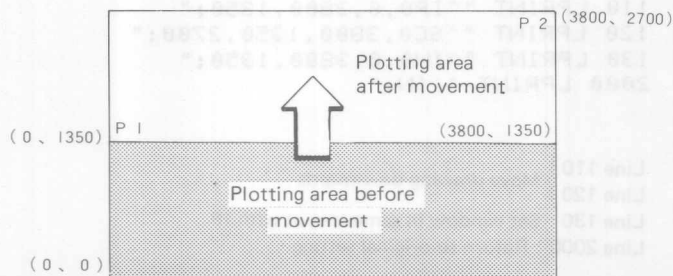 P 2 (3800, 2700)
Plotting area
after movement
P 1
(0, 1350)
(3800, 1350)
Plotting area before
movement
(0, 0)